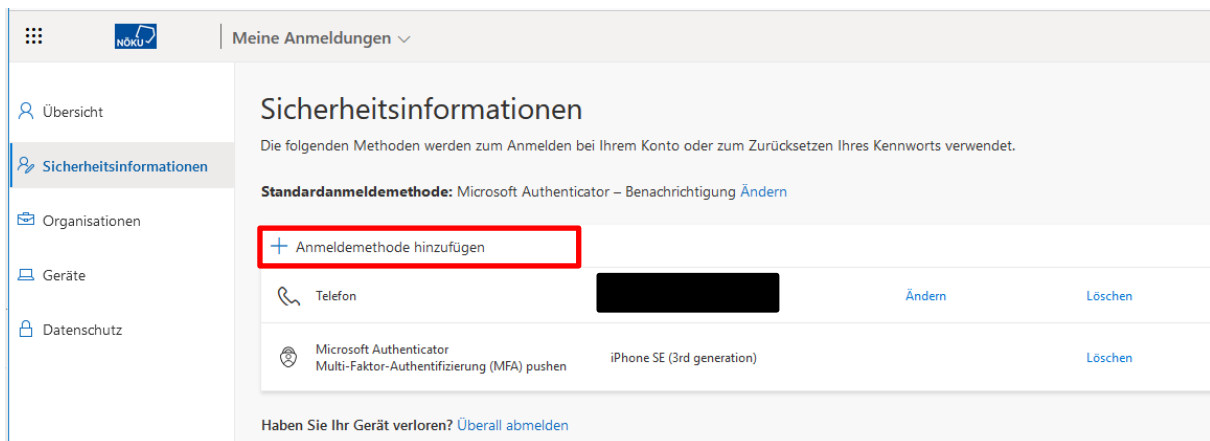 NÖKU
Meine Anmeldungen
Übersicht
Sicherheitsinformationen
Organisationen
Geräte
Datenschutz
Sicherheitsinformationen
Die folgenden Methoden werden zum Anmelden bei Ihrem Konto oder zum Zurücksetzen Ihres Kennworts verwendet.
Standardanmeldemethode: Microsoft Authenticator – Benachrichtigung Ändern
+ Anmeldemethode hinzufügen
Telefon Ändern Löschen
Microsoft Authenticator
Multi-Faktor-Authentifizierung (MFA) pushen iPhone SE (3rd generation) Löschen
Haben Sie Ihr Gerät verloren? Überall abmelden